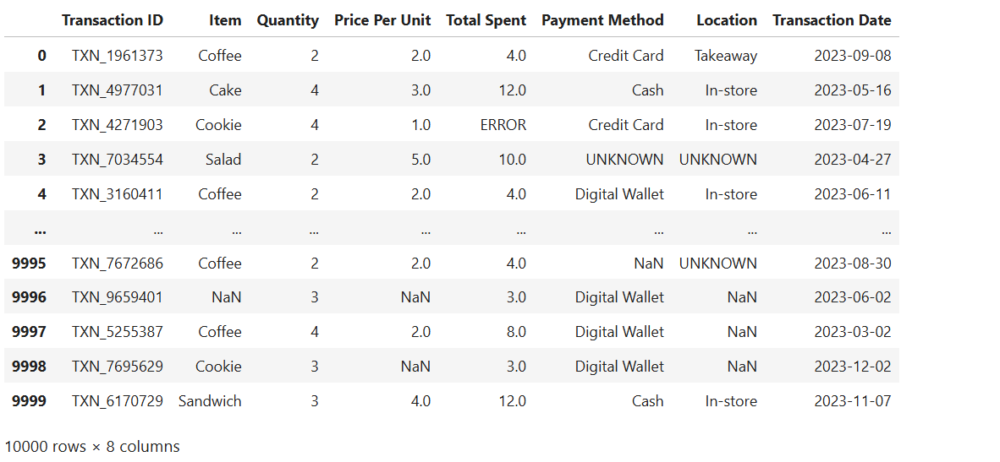 Transaction ID Item Quantity Price Per Unit Total Spent Payment Method Location Transaction Date
0 TXN_1961373 Coffee 2 2.0 4.0 Credit Card Takeaway 2023-09-08
1 TXN_4977031 Cake 4 3.0 12.0 Cash In-store 2023-05-16
2 TXN_4271903 Cookie 4 1.0 ERROR Credit Card In-store 2023-07-19
3 TXN_7034554 Salad 2 5.0 10.0 UNKNOWN UNKNOWN 2023-04-27
4 TXN_3160411 Coffee 2 2.0 4.0 Digital Wallet In-store 2023-06-11
... ... ... ... ... ... ... ... ...
9995 TXN_7672686 Coffee 2 2.0 4.0 NaN UNKNOWN 2023-08-30
9996 TXN_9659401 NaN 3 NaN 3.0 Digital Wallet NaN 2023-06-02
9997 TXN_5255387 Coffee 4 2.0 8.0 Digital Wallet NaN 2023-03-02
9998 TXN_7695629 Cookie 3 NaN 3.0 Digital Wallet NaN 2023-12-02
9999 TXN_6170729 Sandwich 3 4.0 12.0 Cash In-store 2023-11-07
10000 rows × 8 columns